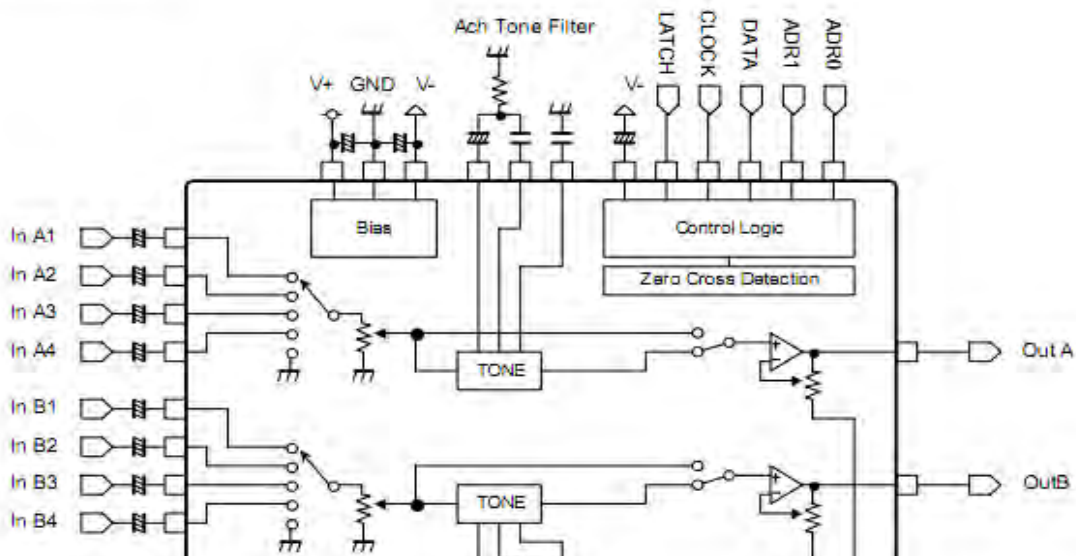 Ach Tone Filter
LATCH
CLOCK
DATA
ADR1
ADR0
V+ GND V-
V-
Bias
Control Logic
Zero Cross Detection
In A1
In A2
In A3
In A4
TONE
Out A
In B1
In B2
In B3
In B4
TONE
OutB